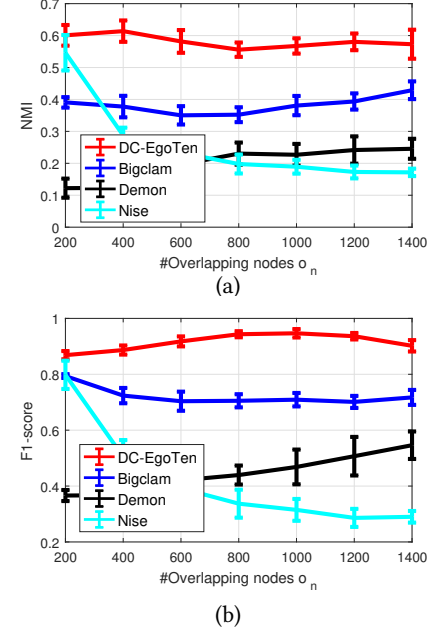 0.7
0.6
0.5
0.4
0.3
0.2
0.1
0
NMI
DC-EgoTen
Bigclam
Demon
Nise
200 400 600 800 1000 1200 1400
#Overlapping nodes o n
(a)
1
0.8
0.6
0.4
0.2
F1-score
DC-EgoTen
Bigclam
Demon
Nise
200 400 600 800 1000 1200 1400
#Overlapping nodes o n
(b)